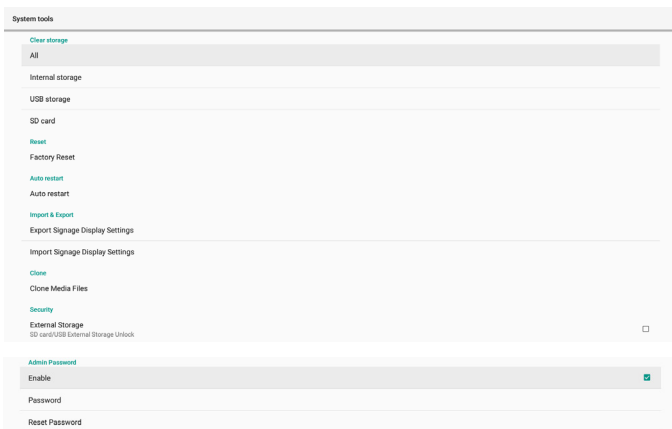 System tools
Clear storage
All
Internal storage
USB storage
SD card
Reset
Factory Reset
Auto restart
Auto restart
Import & Export
Export Signage Display Settings
Import Signage Display Settings
Clone
Clone Media Files
Security
External Storage
SD card/USB External Storage Unlock
Admin Password
Enable
Password
Reset Password